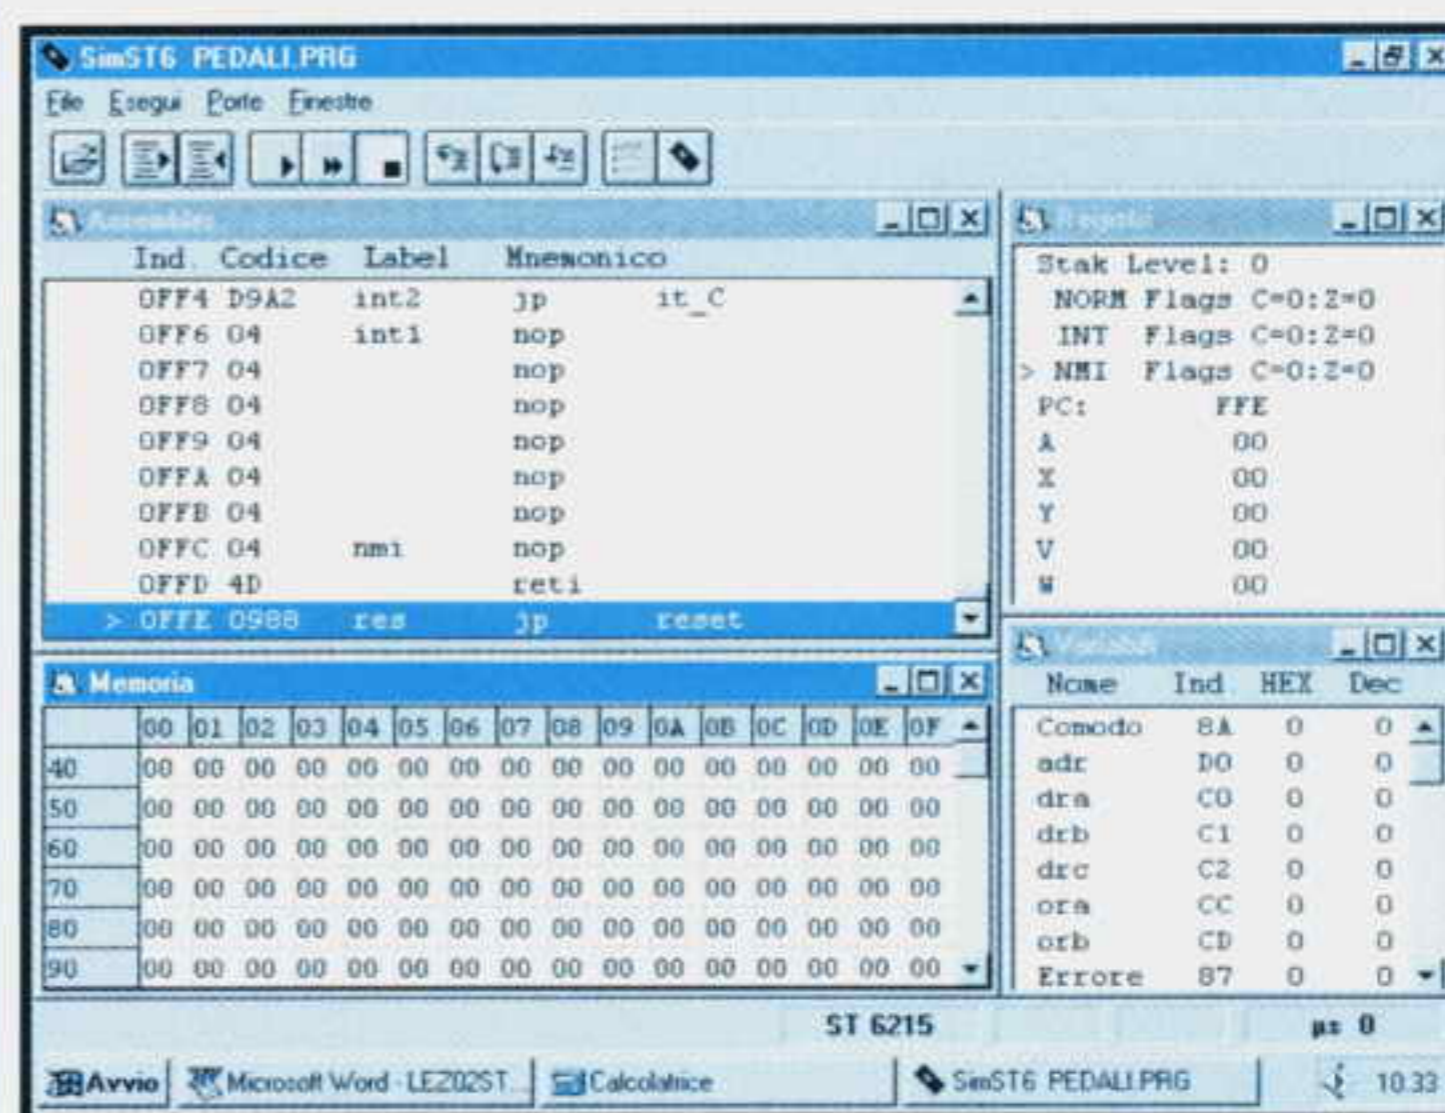 SimST6 PEDALI.PRG
File Esegui Porte Finestre
Assembler
Ind Codice Label Mnemonico
0FF4 D9A2 int2 jp it_C
0FF6 04 int1 nop
0FF7 04 nop
0FF8 04 nop
0FF9 04 nop
0FFA 04 nop
0FFB 04 nop
0FFC 04 nmi nop
0FFD 4D reti
> 0FFE 0988 res jp reset
Registri
Stak Level: 0
NORM Flags C=0:Z=0
INT Flags C=0:Z=0
> NMI Flags C=0:Z=0
PC: FFE
A 00
X 00
Y 00
V 00
W 00
Memoria
00 01 02 03 04 05 06 07 08 09 0A 0B 0C 0D 0E 0F
40 00 00 00 00 00 00 00 00 00 00 00 00 00 00 00 00
50 00 00 00 00 00 00 00 00 00 00 00 00 00 00 00 00
60 00 00 00 00 00 00 00 00 00 00 00 00 00 00 00 00
70 00 00 00 00 00 00 00 00 00 00 00 00 00 00 00 00
80 00 00 00 00 00 00 00 00 00 00 00 00 00 00 00 00
90 00 00 00 00 00 00 00 00 00 00 00 00 00 00 00 00
Variabili
Nome Ind HEX Dec
Comodo 8A 0 0
adr D0 0 0
dra C0 0 0
drb C1 0 0
drc C2 0 0
ora CC 0 0
orb CD 0 0
Errore 87 0 0
ST 6215 µs 0
Avvio Microsoft Word - LEZ02ST... Calcolatrice SimST6 PEDALI.PRG 10.33